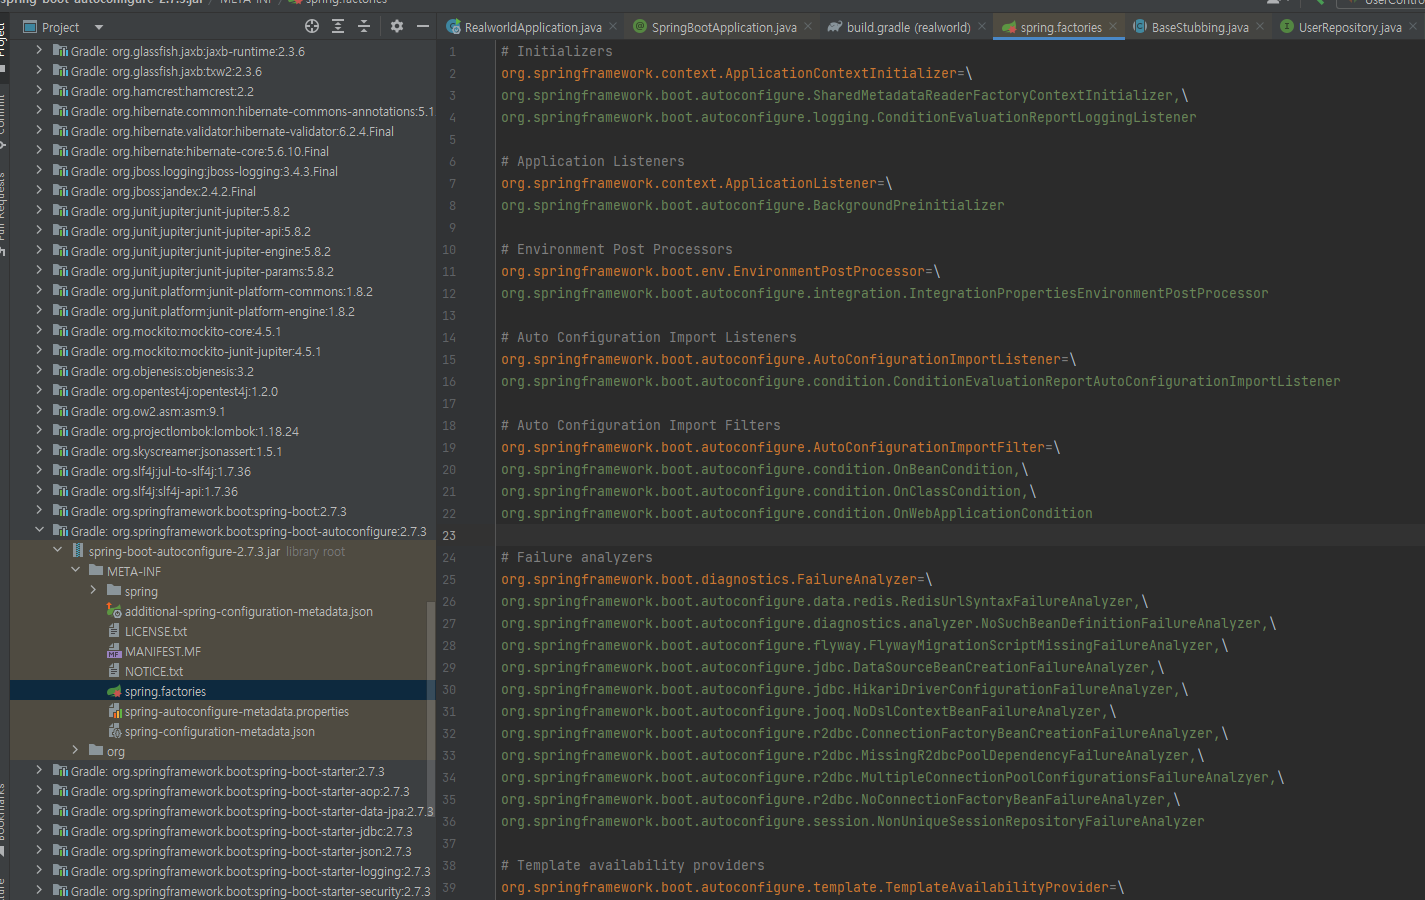 spring-boot-autoconfigure-2.7.3.jar META-INF spring.factories
Project
RealworldApplication.java
SpringBootApplication.java
build.gradle (realworld)
spring.factories
BaseStubbing.java
UserRepository.java
Project
Commit
Pull Requests
Bookmarks
Gradle: org.glassfish.jaxb:jaxb-runtime:2.3.6
Gradle: org.glassfish.jaxb:txw2:2.3.6
Gradle: org.hamcrest:hamcrest:2.2
Gradle: org.hibernate.common:hibernate-commons-annotations:5.1
Gradle: org.hibernate.validator:hibernate-validator:6.2.4.Final
Gradle: org.hibernate:hibernate-core:5.6.10.Final
Gradle: org.jboss.logging:jboss-logging:3.4.3.Final
Gradle: org.jboss:jandex:2.4.2.Final
Gradle: org.junit.jupiter:junit-jupiter:5.8.2
Gradle: org.junit.jupiter:junit-jupiter-api:5.8.2
Gradle: org.junit.jupiter:junit-jupiter-engine:5.8.2
Gradle: org.junit.jupiter:junit-jupiter-params:5.8.2
Gradle: org.junit.platform:junit-platform-commons:1.8.2
Gradle: org.junit.platform:junit-platform-engine:1.8.2
Gradle: org.mockito:mockito-core:4.5.1
Gradle: org.mockito:mockito-junit-jupiter:4.5.1
Gradle: org.objenesis:objenesis:3.2
Gradle: org.opentest4j:opentest4j:1.2.0
Gradle: org.ow2.asm:asm:9.1
Gradle: org.projectlombok:lombok:1.18.24
Gradle: org.skyscreamer:jsonassert:1.5.1
Gradle: org.slf4j:jul-to-slf4j:1.7.36
Gradle: org.slf4j:slf4j-api:1.7.36
Gradle: org.springframework.boot:spring-boot:2.7.3
Gradle: org.springframework.boot:spring-boot-autoconfigure:2.7.3
spring-boot-autoconfigure-2.7.3.jar library root
META-INF
spring
additional-spring-configuration-metadata.json
LICENSE.txt
MANIFEST.MF
NOTICE.txt
spring.factories
spring-autoconfigure-metadata.properties
spring-configuration-metadata.json
org
Gradle: org.springframework.boot:spring-boot-starter:2.7.3
Gradle: org.springframework.boot:spring-boot-starter-aop:2.7.3
Gradle: org.springframework.boot:spring-boot-starter-data-jpa:2.7.3
Gradle: org.springframework.boot:spring-boot-starter-jdbc:2.7.3
Gradle: org.springframework.boot:spring-boot-starter-json:2.7.3
Gradle: org.springframework.boot:spring-boot-starter-logging:2.7.3
Gradle: org.springframework.boot:spring-boot-starter-security:2.7.3
1 # Initializers
2 org.springframework.context.ApplicationContextInitializer=\
3 org.springframework.boot.autoconfigure.SharedMetadataReaderFactoryContextInitializer,\
4 org.springframework.boot.autoconfigure.logging.ConditionEvaluationReportLoggingListener
5
6 # Application Listeners
7 org.springframework.context.ApplicationListener=\
8 org.springframework.boot.autoconfigure.BackgroundPreinitializer
9
10 # Environment Post Processors
11 org.springframework.boot.env.EnvironmentPostProcessor=\
12 org.springframework.boot.autoconfigure.integration.IntegrationPropertiesEnvironmentPostProcessor
13
14 # Auto Configuration Import Listeners
15 org.springframework.boot.autoconfigure.AutoConfigurationImportListener=\
16 org.springframework.boot.autoconfigure.condition.ConditionEvaluationReportAutoConfigurationImportListener
17
18 # Auto Configuration Import Filters
19 org.springframework.boot.autoconfigure.AutoConfigurationImportFilter=\
20 org.springframework.boot.autoconfigure.condition.OnBeanCondition,\
21 org.springframework.boot.autoconfigure.condition.OnClassCondition,\
22 org.springframework.boot.autoconfigure.condition.OnWebApplicationCondition
23
24 # Failure analyzers
25 org.springframework.boot.diagnostics.FailureAnalyzer=\
26 org.springframework.boot.autoconfigure.data.redis.RedisUrlSyntaxFailureAnalyzer,\
27 org.springframework.boot.autoconfigure.diagnostics.analyzer.NoSuchBeanDefinitionFailureAnalyzer,\
28 org.springframework.boot.autoconfigure.flyway.FlywayMigrationScriptMissingFailureAnalyzer,\
29 org.springframework.boot.autoconfigure.jdbc.DataSourceBeanCreationFailureAnalyzer,\
30 org.springframework.boot.autoconfigure.jdbc.HikariDriverConfigurationFailureAnalyzer,\
31 org.springframework.boot.autoconfigure.jooq.NoDslContextBeanFailureAnalyzer,\
32 org.springframework.boot.autoconfigure.r2dbc.ConnectionFactoryBeanCreationFailureAnalyzer,\
33 org.springframework.boot.autoconfigure.r2dbc.MissingR2dbcPoolDependencyFailureAnalyzer,\
34 org.springframework.boot.autoconfigure.r2dbc.MultipleConnectionPoolConfigurationsFailureAnalzyer,\
35 org.springframework.boot.autoconfigure.r2dbc.NoConnectionFactoryBeanFailureAnalyzer,\
36 org.springframework.boot.autoconfigure.session.NonUniqueSessionRepositoryFailureAnalyzer
37
38 # Template availability providers
39 org.springframework.boot.autoconfigure.template.TemplateAvailabilityProvider=\